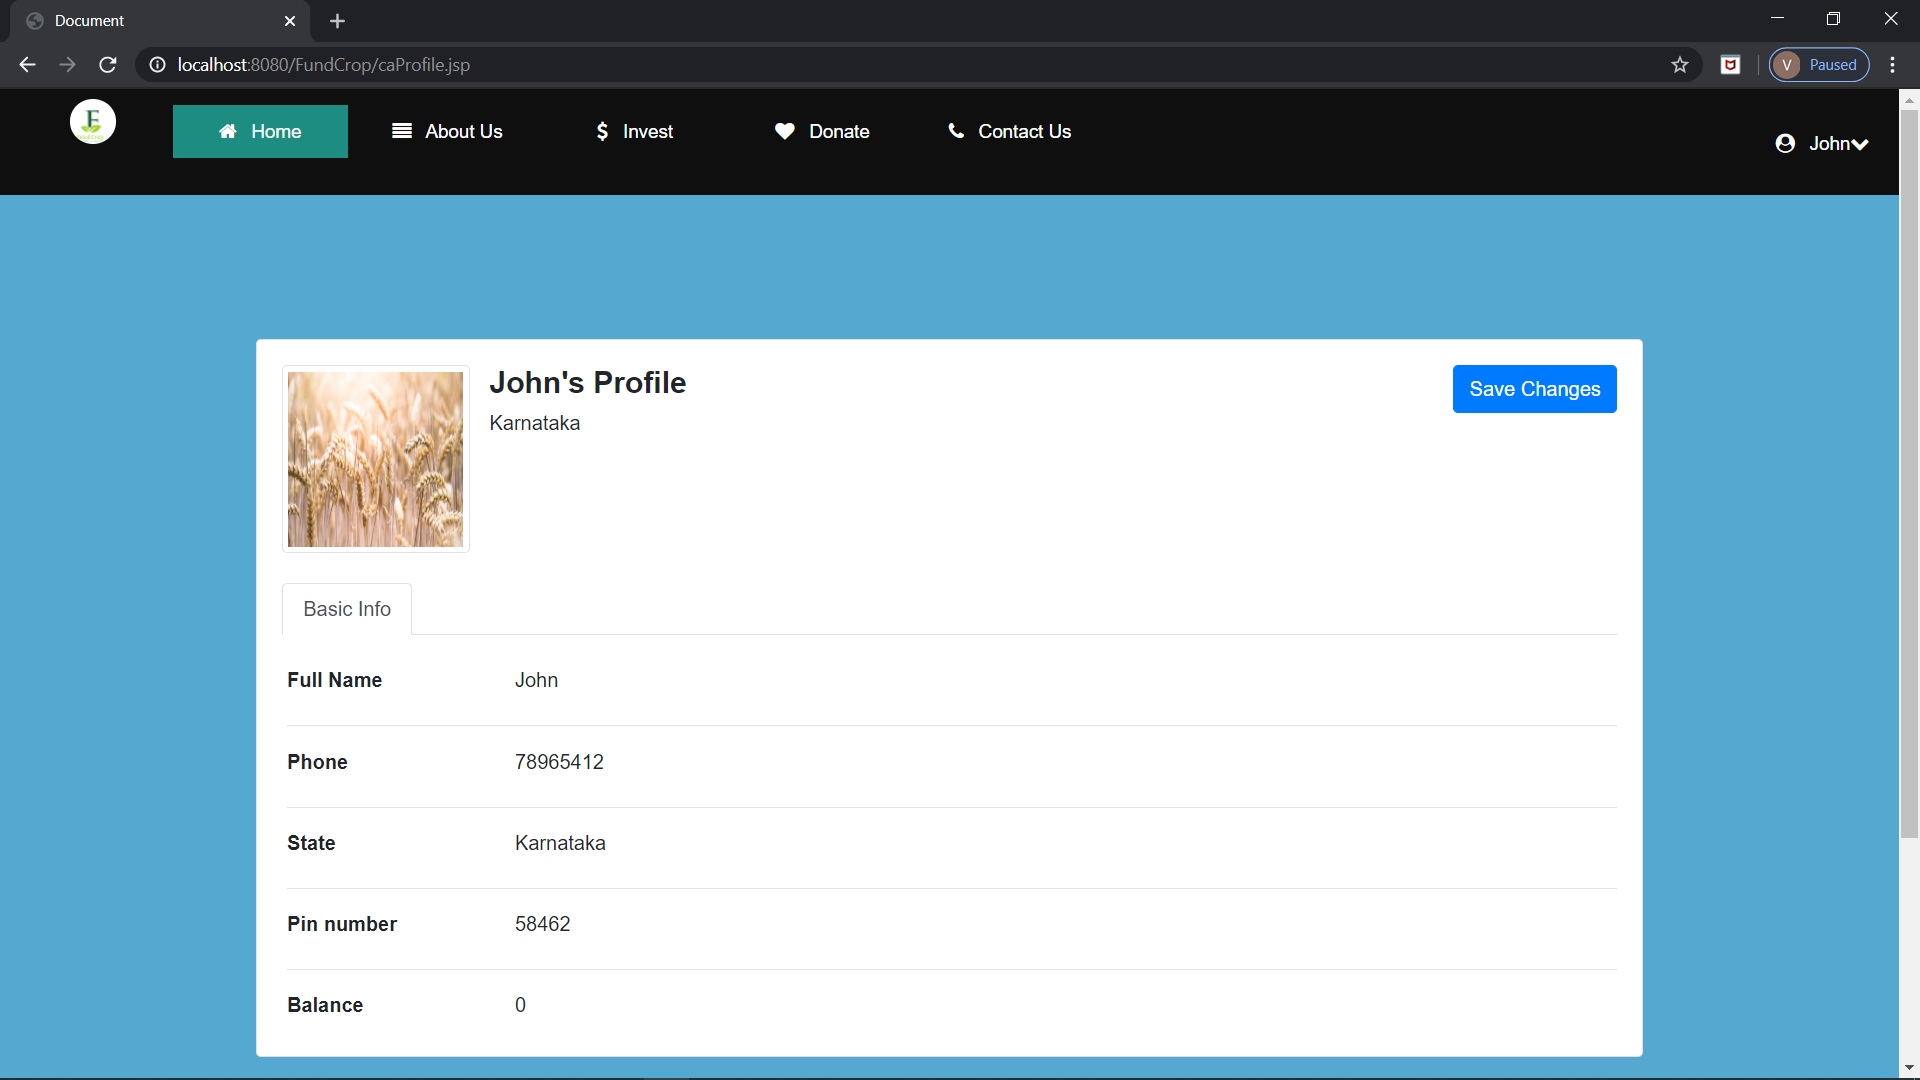 Document
localhost:8080/FundCrop/caProfile.jsp
V Paused
Home About Us Invest Donate Contact Us
John
John's Profile
Karnataka
Save Changes
Basic Info
Full Name John
Phone 78965412
State Karnataka
Pin number 58462
Balance 0